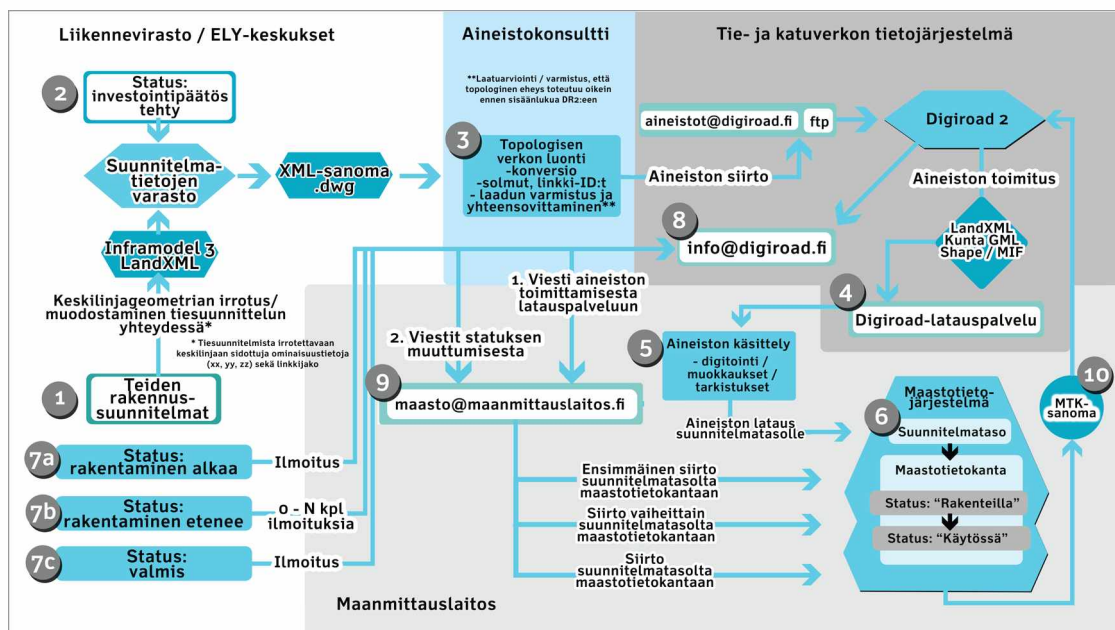 Liikennevirasto / ELY-keskukset
Aineistokonsultti
Tie- ja katuverkon tietojärjestelmä
2
Status:
investointipäätös
tehty
Suunnitelma-
tietojen
varasto
XML-sanoma
.dwg
Inframodel 3
LandXML
Keskilinjageometrian irrotus/
muodostaminen tiesuunnittelun
yhteydessä*
* Tiesuunnitelmista irrotettavaan
keskilinjaan sidottuja ominaisuustietoja
(xx, yy, zz) sekä linkkijako
1
Teiden
rakennus-
suunnitelmat
**Laatuarviointi / varmistus, että
topologinen eheys toteutuu oikein
ennen sisäänlukua DR2:een
3
Topologisen
verkon luonti
-konversio
-solmut, linkki-ID:t
- laadun varmistus ja
yhteensovittaminen**
Aineiston siirto
aineistot@digiroad.fi
ftp
Digiroad 2
Aineiston toimitus
8
info@digiroad.fi
LandXML
Kunta GML
Shape / MIF
4
Digiroad-latauspalvelu
1. Viesti aineiston
toimittamisesta
latauspalveluun
2. Viestit statuksen
muuttumisesta
9
maasto@maanmittauslaitos.fi
5
Aineiston käsittely
- digitointi /
muokkaukset /
tarkistukset
Aineiston lataus
suunnitelmatasolle
6
Maastotieto-
järjestelmä
Suunnitelmataso
Maastotietokanta
Status: “Rakenteilla”
Status: “Käytössä”
10
MTK-
sanoma
7a
Status:
rakentaminen alkaa
Ilmoitus
7b
Status:
rakentaminen etenee
0 - N kpl
ilmoituksia
7c
Status:
valmis
Ilmoitus
Ensimmäinen siirto
suunnitelmatasolta
maastotietokantaan
Siirto vaiheittain
suunnitelmatasolta
maastotietokantaan
Siirto
suunnitelmatasolta
maastotietokantaan
Maanmittauslaitos